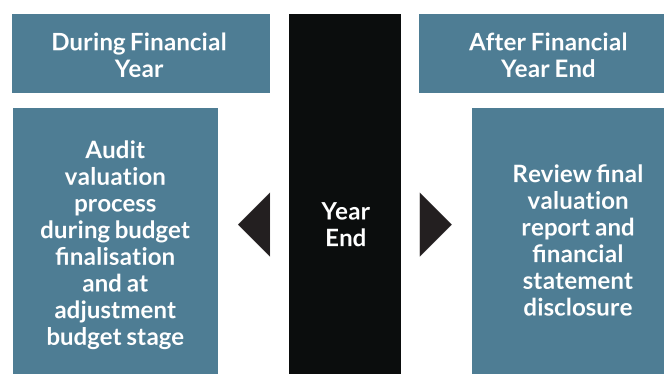 During Financial
Year
Audit
valuation
process
during budget
finalisation
and at
adjustment
budget stage
Year
End
After Financial
Year End
Review final
valuation
report and
financial
statement
disclosure